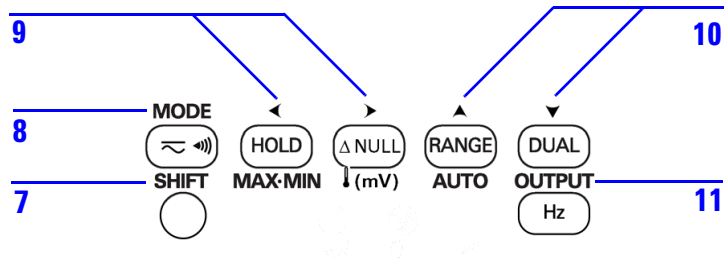 9 10
8 MODE
HOLD Δ NULL RANGE DUAL
7 SHIFT MAX·MIN (mV) AUTO OUTPUT 11
Hz